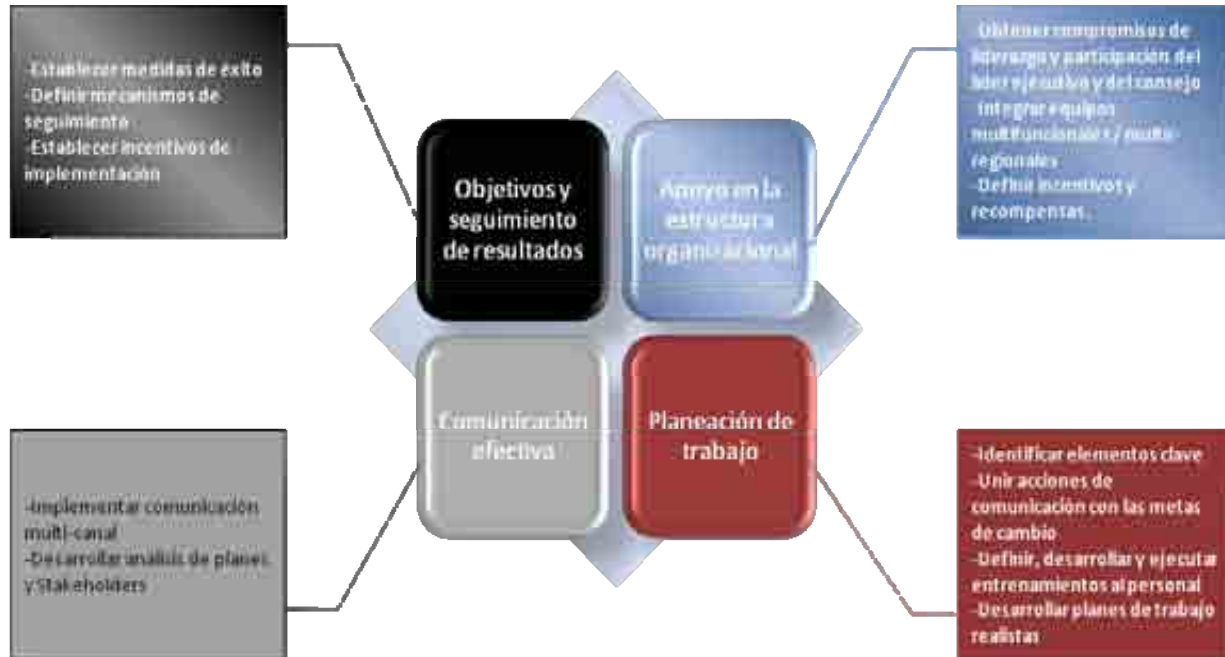 -Establecer medidas de éxito
-Definir mecanismos de
seguimiento
-Establecer incentivos de
implementación
-Obtener compromisos de
liderazgo y participación del
lider ejecutivo y del consejo
-Integrar equipos
multifuncionales / multi-
regionales
-Definir incentivos y
recompensas.
Objetivos y
seguimiento
de resultados
Apoyo en la
estructura
organizacional
Comunicación
efectiva
Planeación de
trabajo
-Implementar comunicación
multi-canal
-Desarrollar análisis de planes
y Stakeholders
-Identificar elementos clave
-Unir acciones de
comunicación con las metas
de cambio
-Definir, desarrollar y ejecutar
entrenamientos al personal
-Desarrollar planes de trabajo
realistas